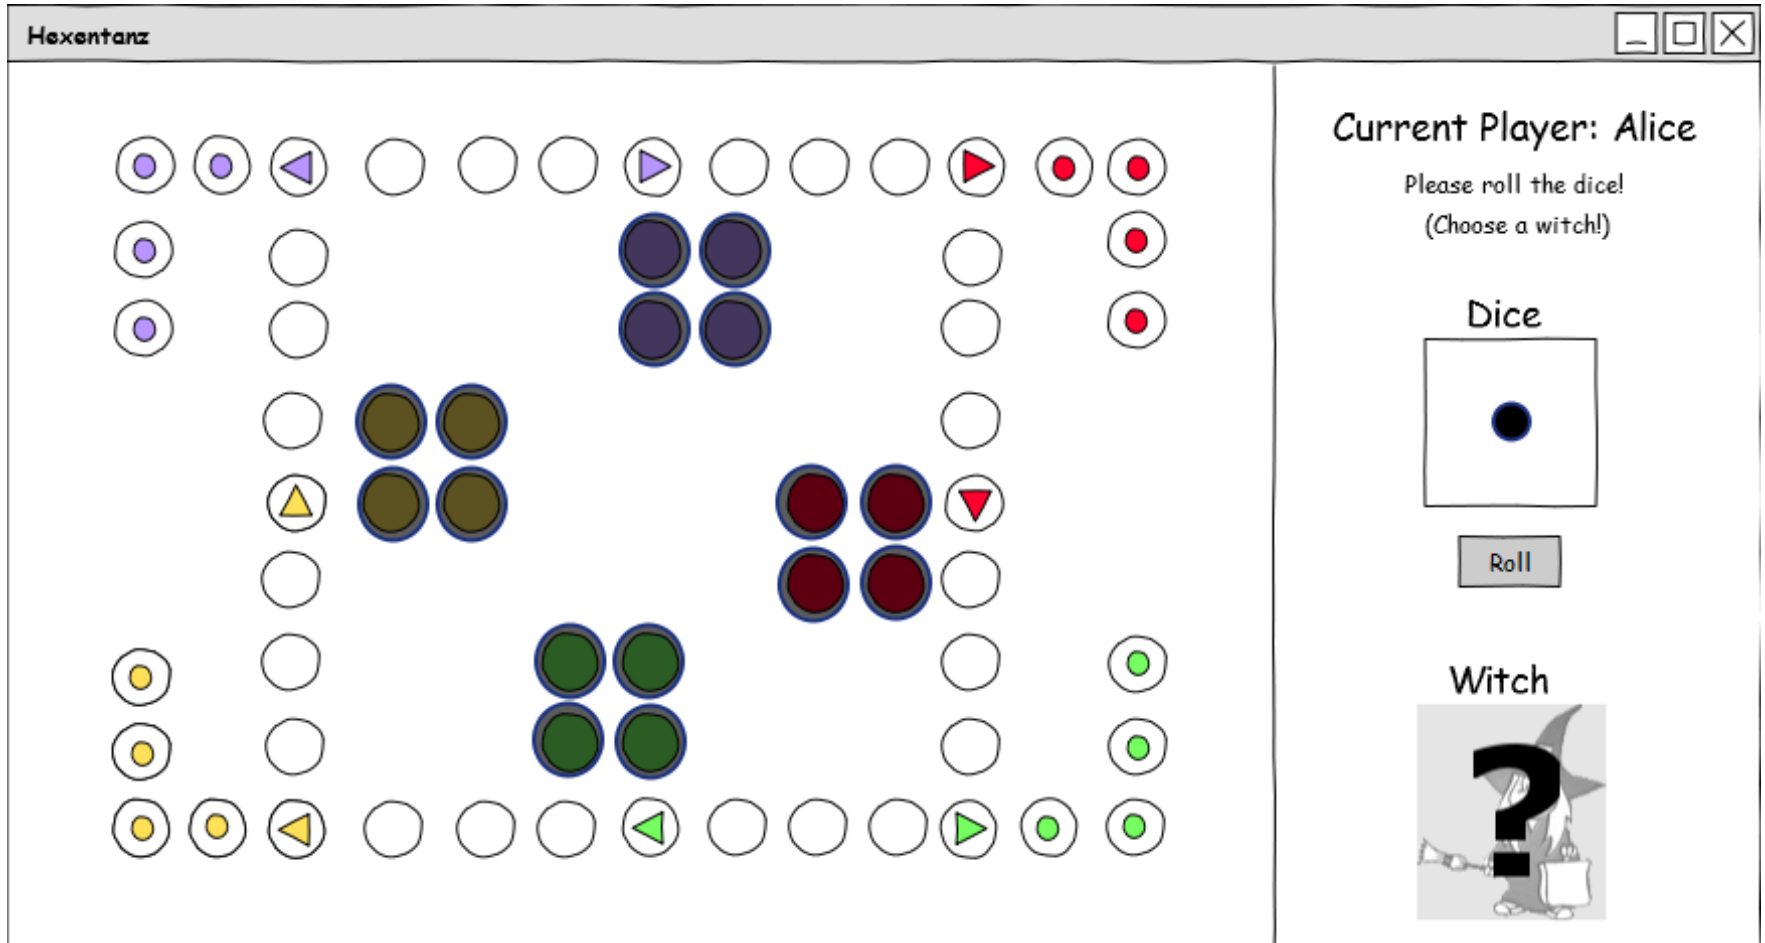 Hexentanz
Current Player: Alice
Please roll the dice!
(Choose a witch!)
Dice
Roll
Witch
?